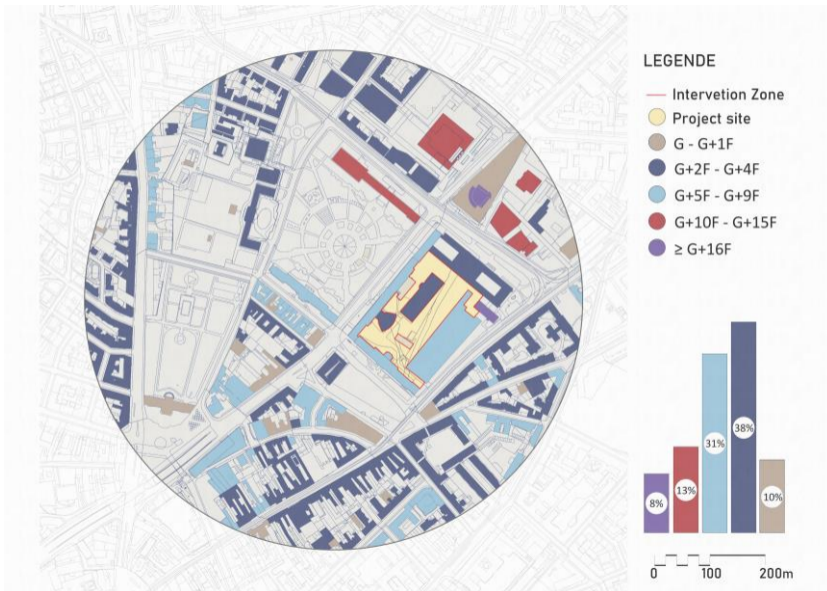 LEGENDE
Intervetion Zone
Project site
G - G+1F
G+2F - G+4F
G+5F - G+9F
G+10F - G+15F
≥ G+16F
8%
13%
31%
38%
10%
0 100 200m